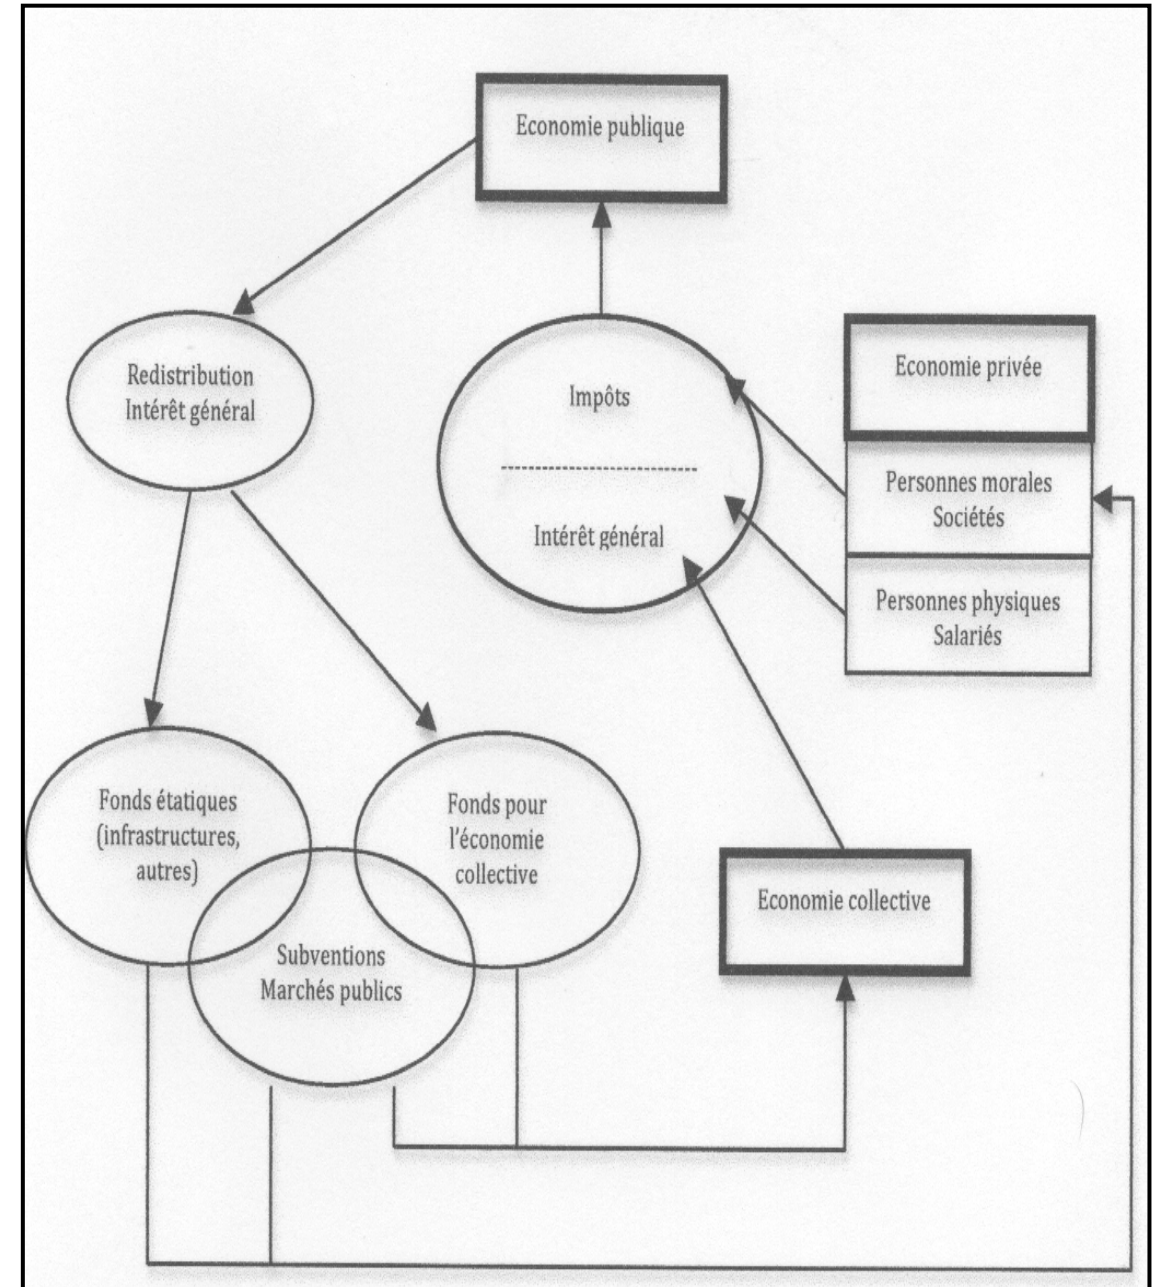 Economie publique
Redistribution
Intérêt général
Impôts
Intérêt général
Economie privée
Personnes morales
Sociétés
Personnes physiques
Salariés
Fonds étatiques
(infrastructures,
autres)
Fonds pour
l'économie
collective
Subventions
Marchés publics
Economie collective